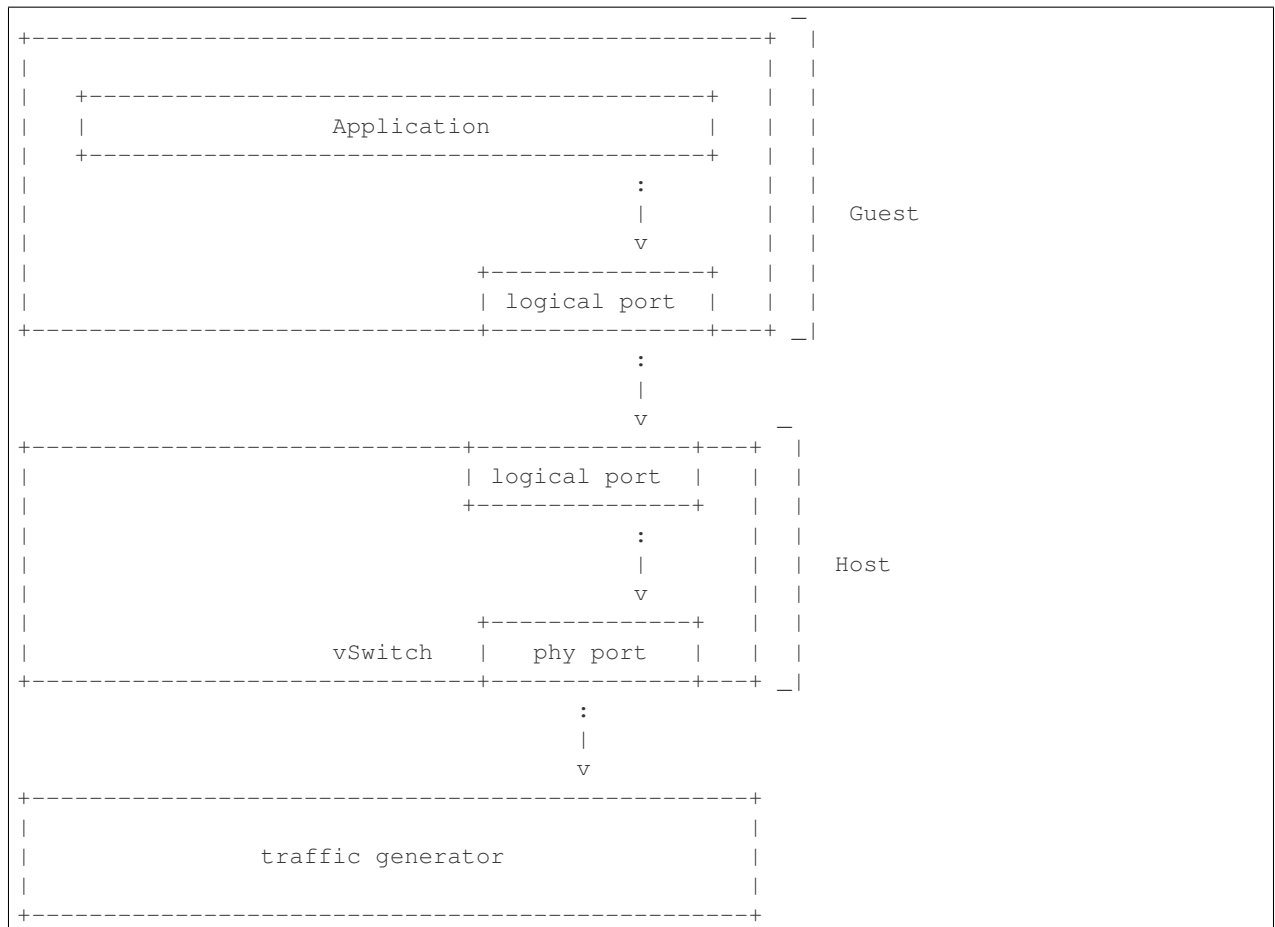 Application
Guest
logical port
logical port
Host
vSwitch phy port
traffic generator